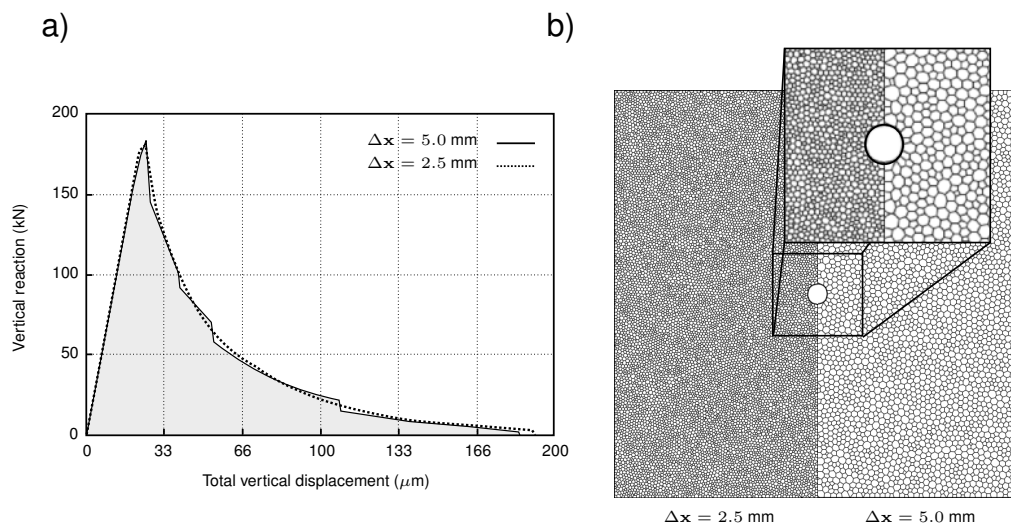 a)
b)
200
150
100
50
0
0 33 66 100 133 166 200
Vertical reaction (kN)
Total vertical displacement (μm)
Δx = 5.0 mm
Δx = 2.5 mm
Δx = 2.5 mm
Δx = 5.0 mm